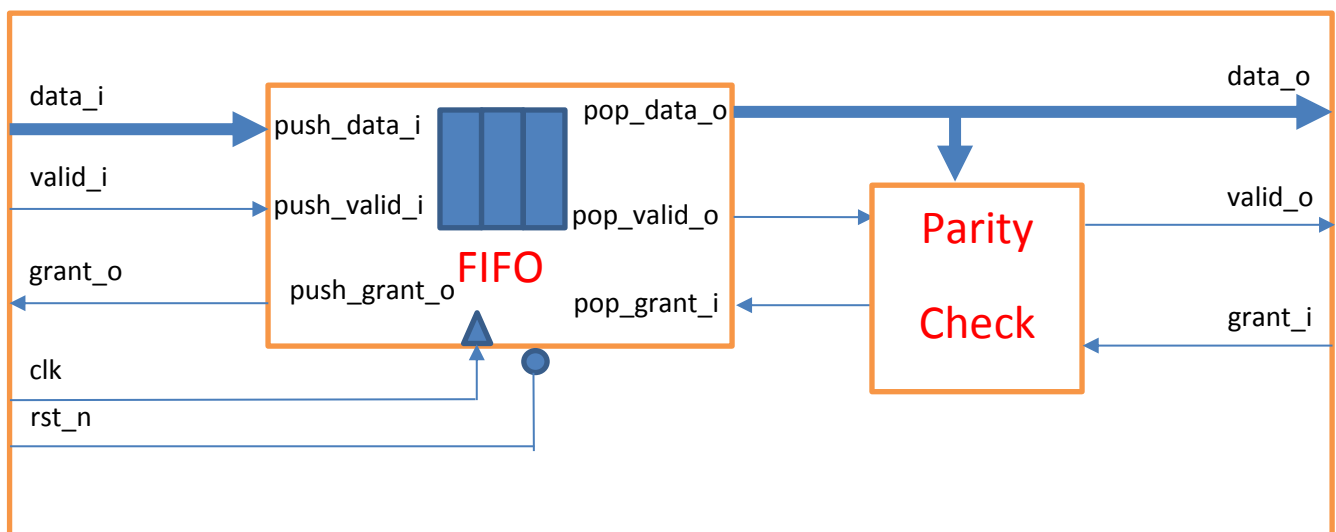 data_i
push_data_i
valid_i
push_valid_i
grant_o
push_grant_o
clk
rst_n
FIFO
pop_data_o
pop_valid_o
pop_grant_i
Parity
Check
data_o
valid_o
grant_i